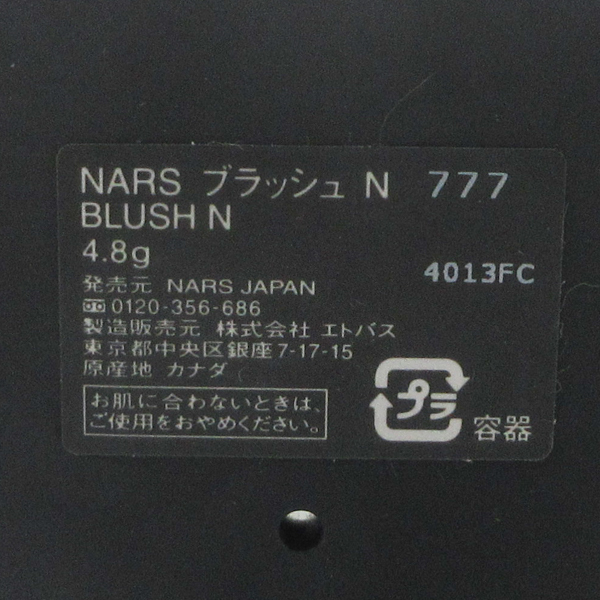 NARS ブラッシュ N 777
BLUSH N
4.8g
4013FC
発売元 NARS JAPAN
0120-356-686
製造販売元 株式会社 エトバス
東京都中央区銀座7-17-15
原産地 カナダ
お肌に合わないときは、
ご使用をおやめください。
プラ
容器